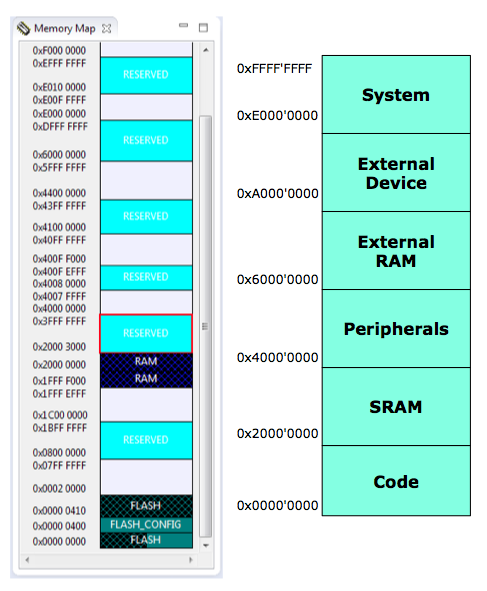 Memory Map
0xF000 0000
0xEFFF FFFF
RESERVED
0xE010 0000
0xE00F FFFF
0xE000 0000
0xDFFF FFFF
RESERVED
0x6000 0000
0x5FFF FFFF
0x4400 0000
0x43FF FFFF
RESERVED
0x4100 0000
0x40FF FFFF
0x400F F000
0x400F EFFF
RESERVED
0x4008 0000
0x4007 FFFF
0x4000 0000
0x3FFF FFFF
RESERVED
0x2000 3000
RAM
0x2000 0000
RAM
0x1FFF F000
0x1FFF EFFF
0x1C00 0000
0x1BFF FFFF
RESERVED
0x0800 0000
0x07FF FFFF
0x0002 0000
FLASH
0x0000 0410
FLASH_CONFIG
0x0000 0400
FLASH
0x0000 0000
0xFFFF'FFFF
System
0xE000'0000
External
Device
0xA000'0000
External
RAM
0x6000'0000
Peripherals
0x4000'0000
SRAM
0x2000'0000
Code
0x0000'0000